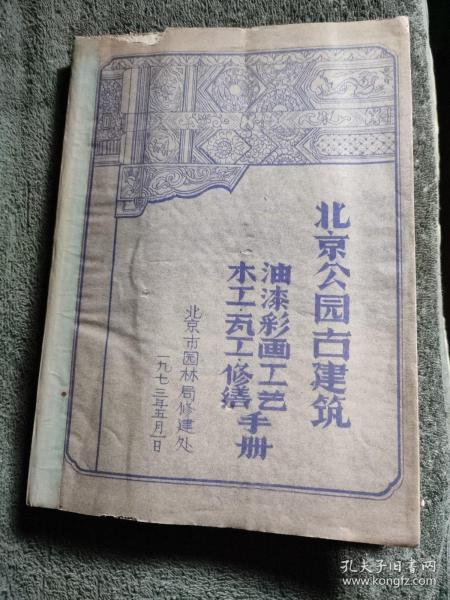 北京公园古建筑
油漆彩画工艺
木工·瓦工·修缮手册
北京市园林局修建处
一九七三年五月一日
孔夫子旧书网
www.kongfz.com